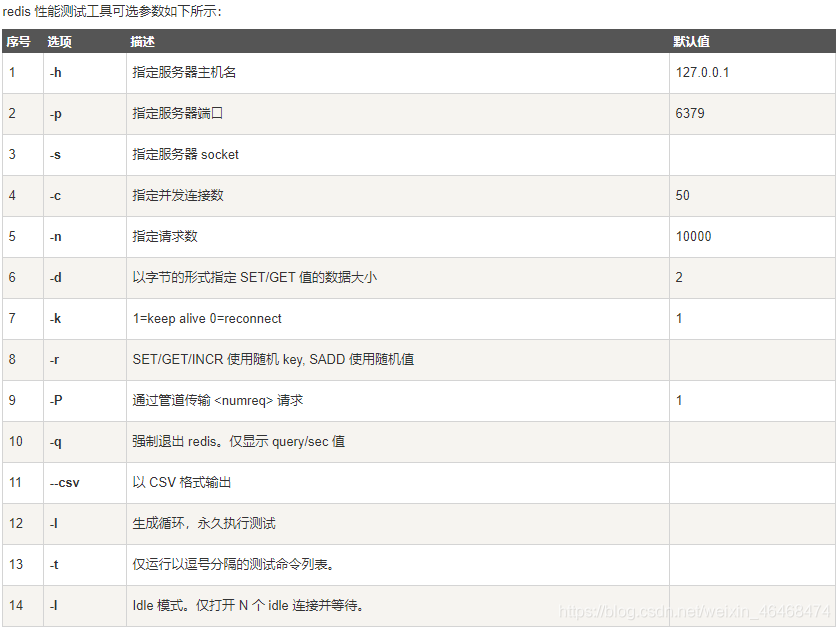 redis 性能测试工具可选参数如下所示：
序号 选项 描述 默认值
1 -h 指定服务器主机名 127.0.0.1
2 -p 指定服务器端口 6379
3 -s 指定服务器 socket
4 -c 指定并发连接数 50
5 -n 指定请求数 10000
6 -d 以字节的形式指定 SET/GET 值的数据大小 2
7 -k 1=keep alive 0=reconnect 1
8 -r SET/GET/INCR 使用随机 key, SADD 使用随机值
9 -P 通过管道传输 <numreq> 请求 1
10 -q 强制退出 redis。仅显示 query/sec 值
11 --csv 以 CSV 格式输出
12 -l 生成循环，永久执行测试
13 -t 仅运行以逗号分隔的测试命令列表。
14 -I Idle 模式。仅打开 N 个 idle 连接并等待。
https://blog.csdn.net/weixin_46468474